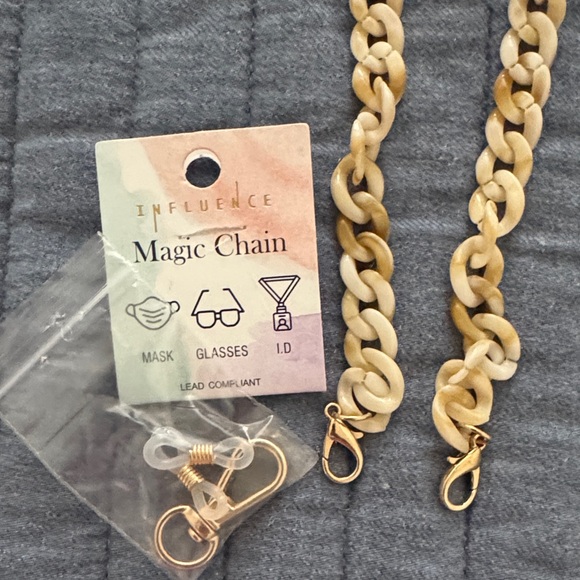 INFLUENCE
Magic Chain
MASK GLASSES I.D
LEAD COMPLIANT